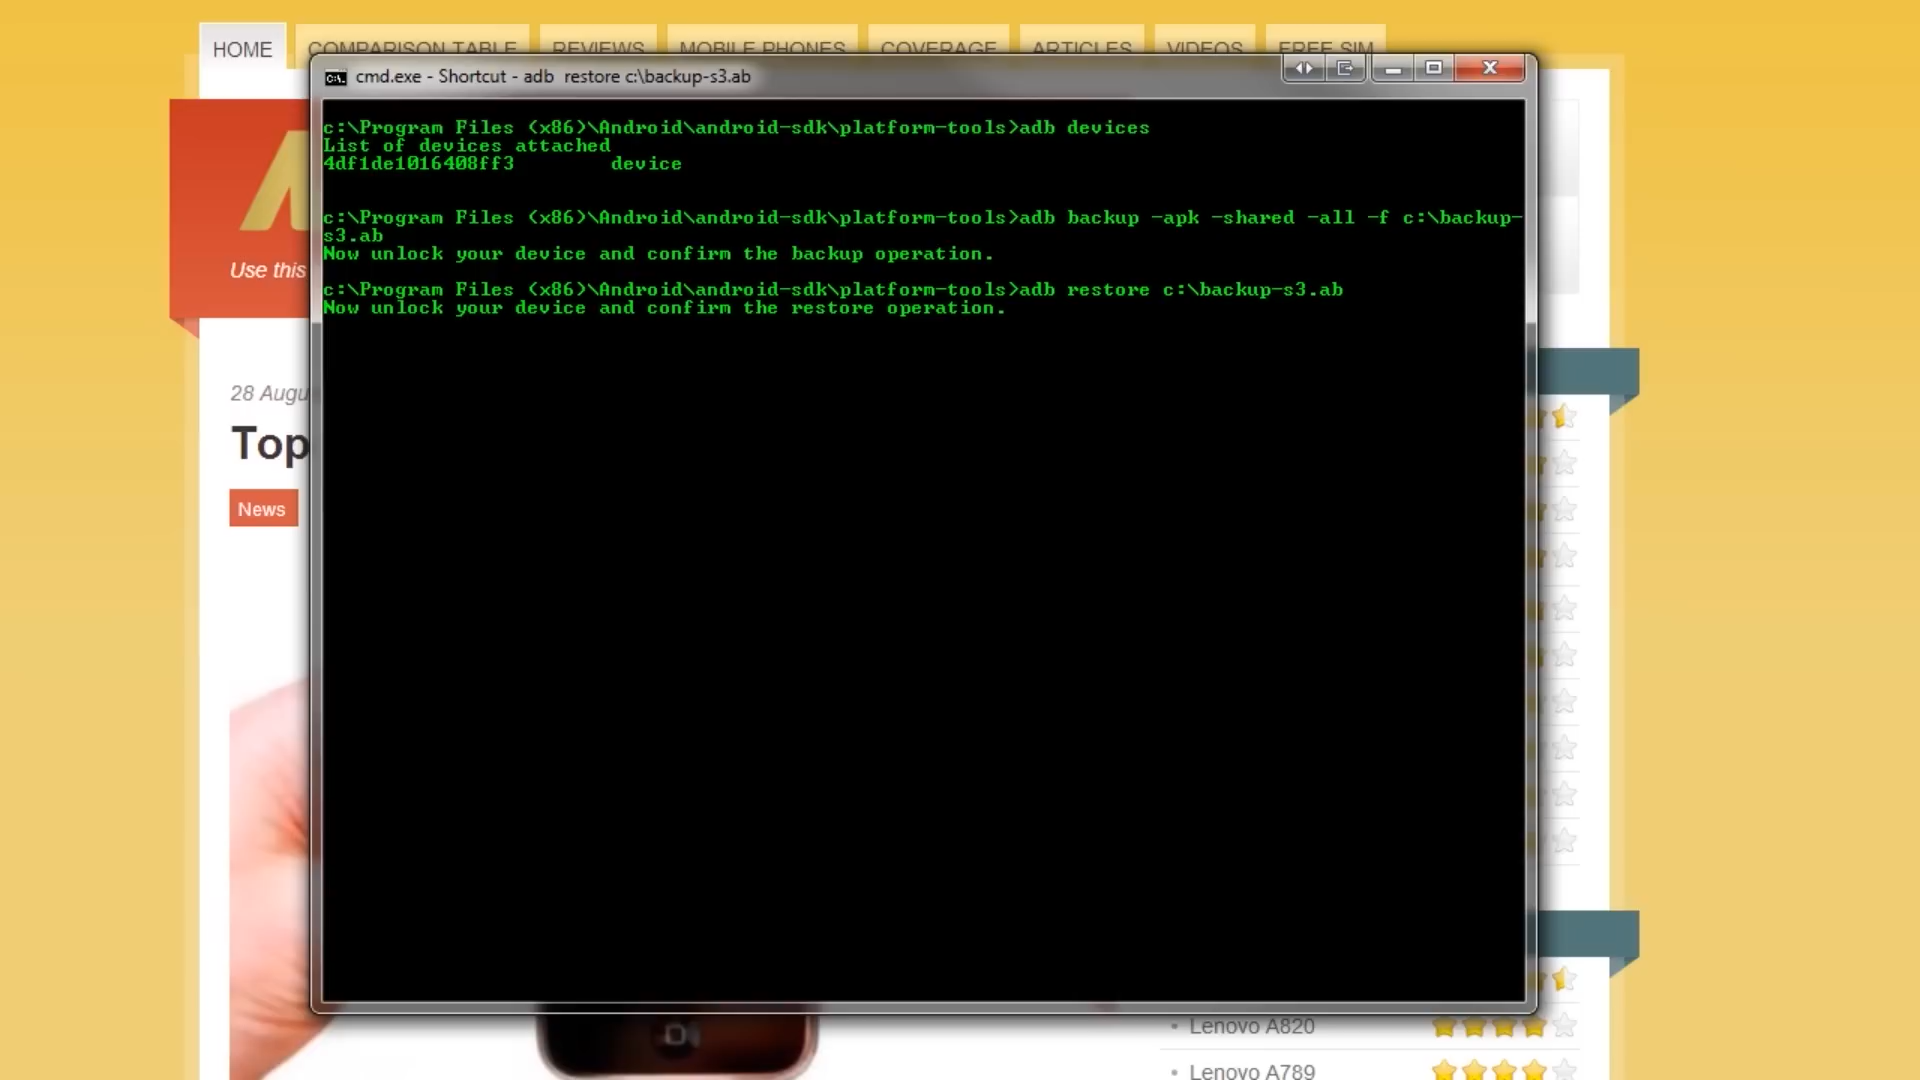 HOME
COMPARISON TABLE
REVIEWS
MOBILE PHONES
COVERAGE
ARTICLES
VIDEOS
FREE SIM
cmd.exe - Shortcut - adb  restore c:\backup-s3.ab
c:\Program Files (x86)\Android\android-sdk\platform-tools>adb devices
List of devices attached
4df1de1016408ff3        device
c:\Program Files (x86)\Android\android-sdk\platform-tools>adb backup -apk -shared -all -f c:\backup-
s3.ab
Now unlock your device and confirm the backup operation.
c:\Program Files (x86)\Android\android-sdk\platform-tools>adb restore c:\backup-s3.ab
Now unlock your device and confirm the restore operation.
Use this
28 Augu
Top
News
• Lenovo A820
• Lenovo A789